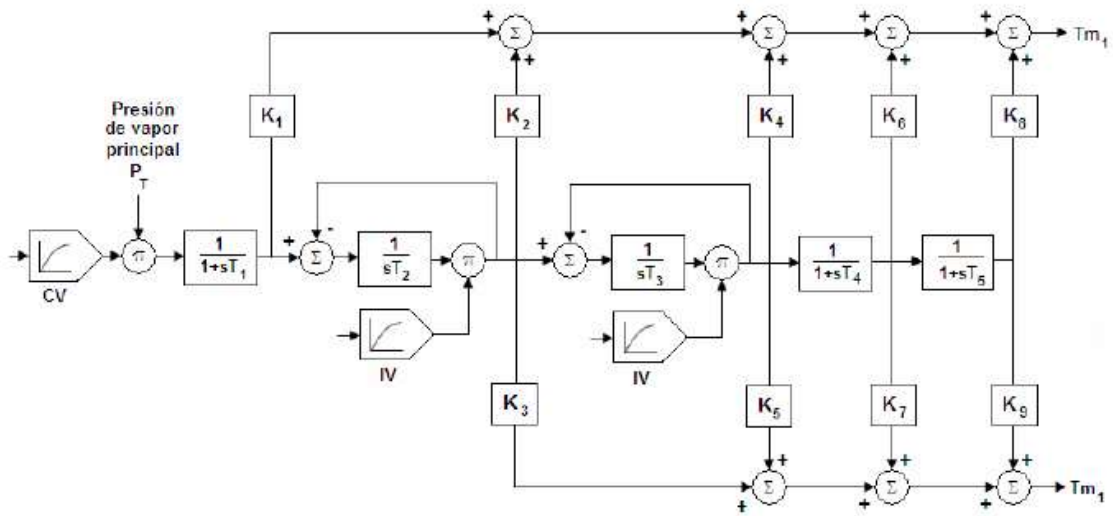 + Σ + + Σ + + Σ + + Σ + Tm₁
K₁ K₂ K₄ K₆ K₈
Presión
de vapor
principal
P_T
CV π 1/(1+sT₁) + Σ - 1/(sT₂) π + Σ - 1/(sT₃) π 1/(1+sT₄) 1/(1+sT₅)
IV IV
K₃ K₅ K₇ K₉
+ Σ + + Σ + + Σ + Tm₁